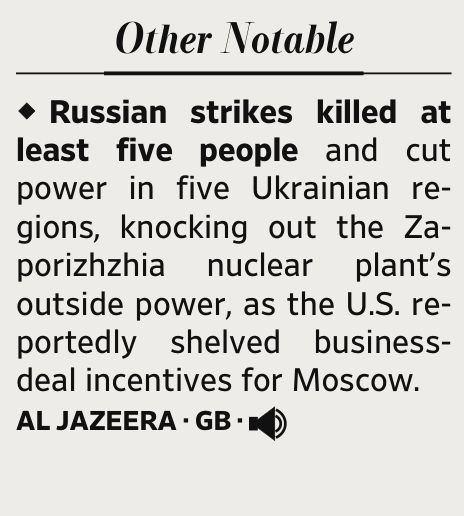 Other Notable
◆ Russian strikes killed at
least five people and cut
power in five Ukrainian re-
gions, knocking out the Za-
porizhzhia nuclear plant’s
outside power, as the U.S. re-
portedly shelved business-
deal incentives for Moscow.
AL JAZEERA · GB ·